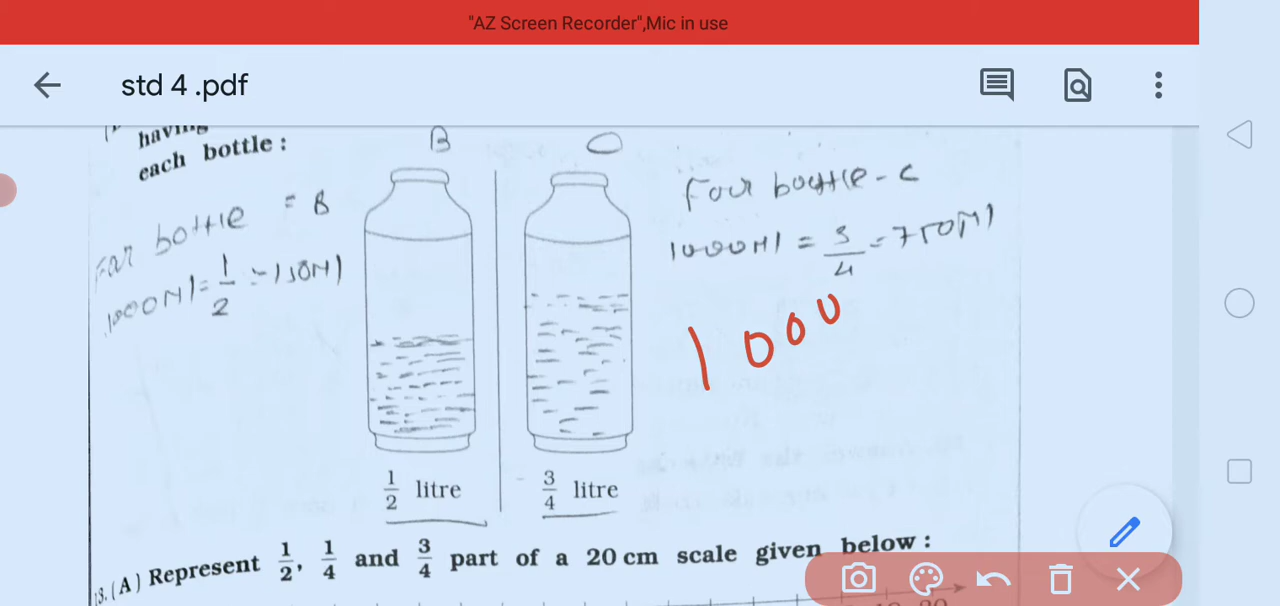 "AZ Screen Recorder",Mic in use
std 4 .pdf
having
each bottle :
B
C
For bottle = B
1000Ml = 1/2 =
Four bottle - C
1000Ml = 3/4 = 750Ml
1000
1/2 litre
3/4 litre
13. (A) Represent 1/2, 1/4 and 3/4 part of a 20 cm scale given below :